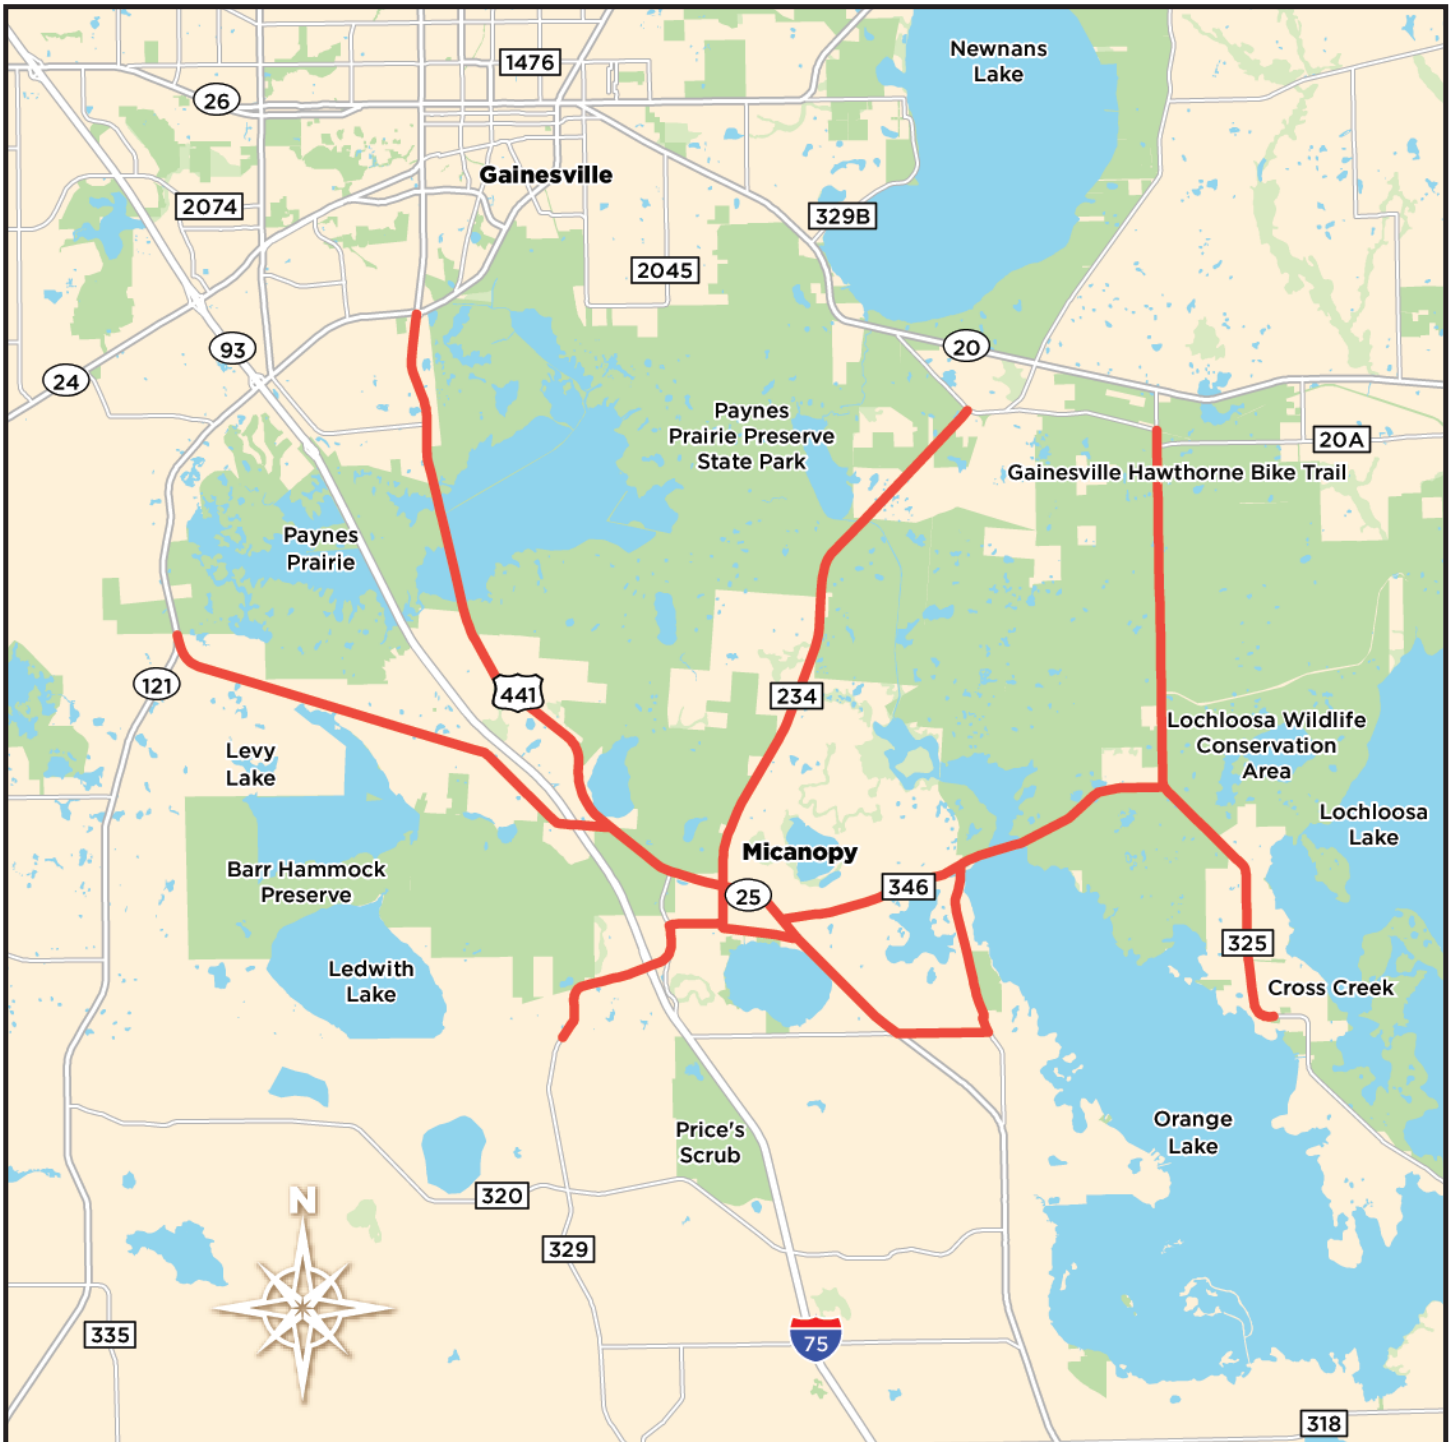 Newnans
Lake
1476
26
Gainesville
2074
329B
2045
93
20
24
Paynes
Prairie Preserve
State Park
20A
Gainesville Hawthorne Bike Trail
Paynes
Prairie
121
441
234
Lochloosa Wildlife
Conservation
Area
Levy
Lake
Lochloosa
Lake
Micanopy
Barr Hammock
Preserve
25
346
325
Ledwith
Lake
Cross Creek
Price's
Scrub
Orange
Lake
320
N
329
335
75
318